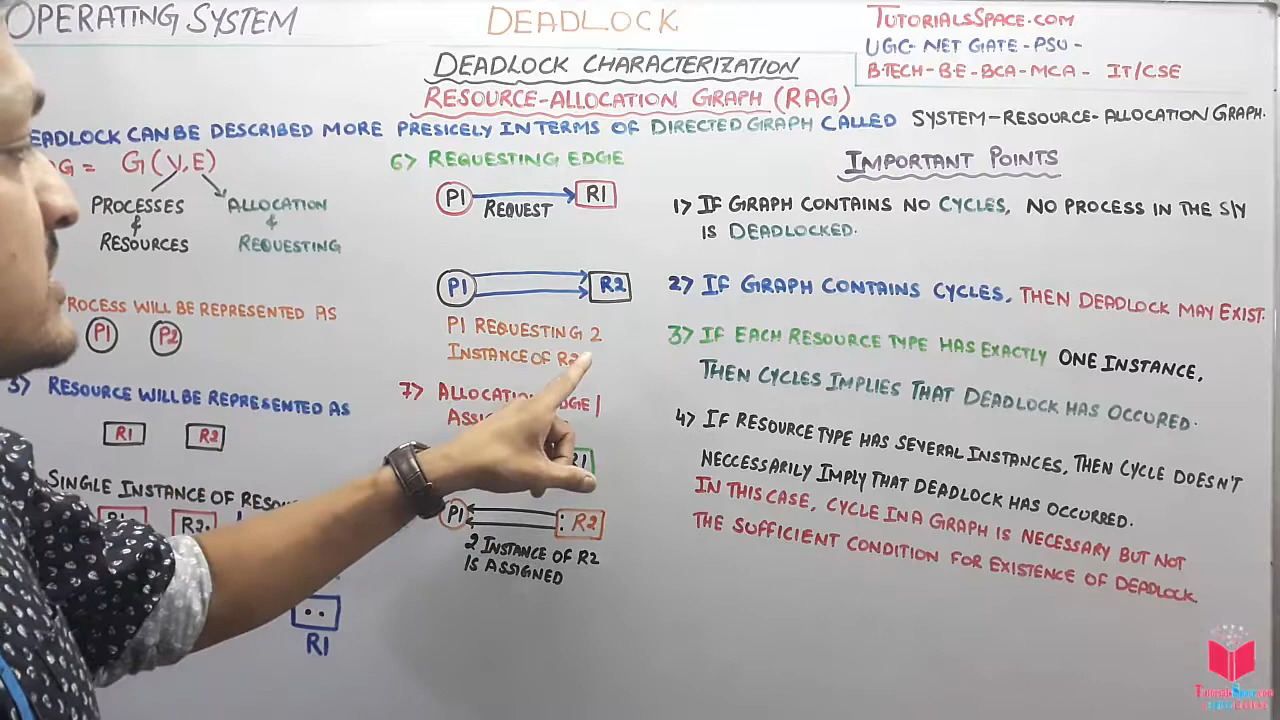 OPERATING SYSTEM
DEADLOCK
TUTORIALSSPACE.COM
UGC-NET GATE-PSU-
B.TECH-B.E-BCA-MCA- IT/CSE
DEADLOCK CHARACTERIZATION
RESOURCE-ALLOCATION GRAPH (RAG)
EADLOCK CAN BE DESCRIBED MORE PRESICELY IN TERMS OF DIRECTED GRAPH CALLED SYSTEM-RESOURCE-ALLOCATION GRAPH.
G = G(V,E)
PROCESSES
&
RESOURCES
ALLOCATION
&
REQUESTING
ROCESS WILL BE REPRESENTED AS
P1 P2
5) RESOURCE WILL BE REPRESENTED AS
R1 R2
SINGLE INSTANCE OF
R1 R2
R1
6) REQUESTING EDGE
P1 R1
REQUEST
P1 R2
P1 REQUESTING 2
INSTANCE OF
7)
R1
P1 R2
2 INSTANCE OF R2
IS ASSIGNED
IMPORTANT POINTS
1) IF GRAPH CONTAINS NO CYCLES, NO PROCESS IN THE S/Y
IS DEADLOCKED.
2) IF GRAPH CONTAINS CYCLES, THEN DEADLOCK MAY EXIST.
3) IF EACH RESOURCE TYPE HAS EXACTLY ONE INSTANCE,
THEN CYCLES IMPLIES THAT DEADLOCK HAS OCCURED.
4) IF RESOURCE TYPE HAS SEVERAL INSTANCES, THEN CYCLE DOESN'T
NECCESSARILY IMPLY THAT DEADLOCK HAS OCCURRED.
IN THIS CASE, CYCLE IN A GRAPH IS NECESSARY BUT NOT
THE SUFFICIENT CONDITION FOR EXISTENCE OF DEADLOCK.
TutorialsSpace.com